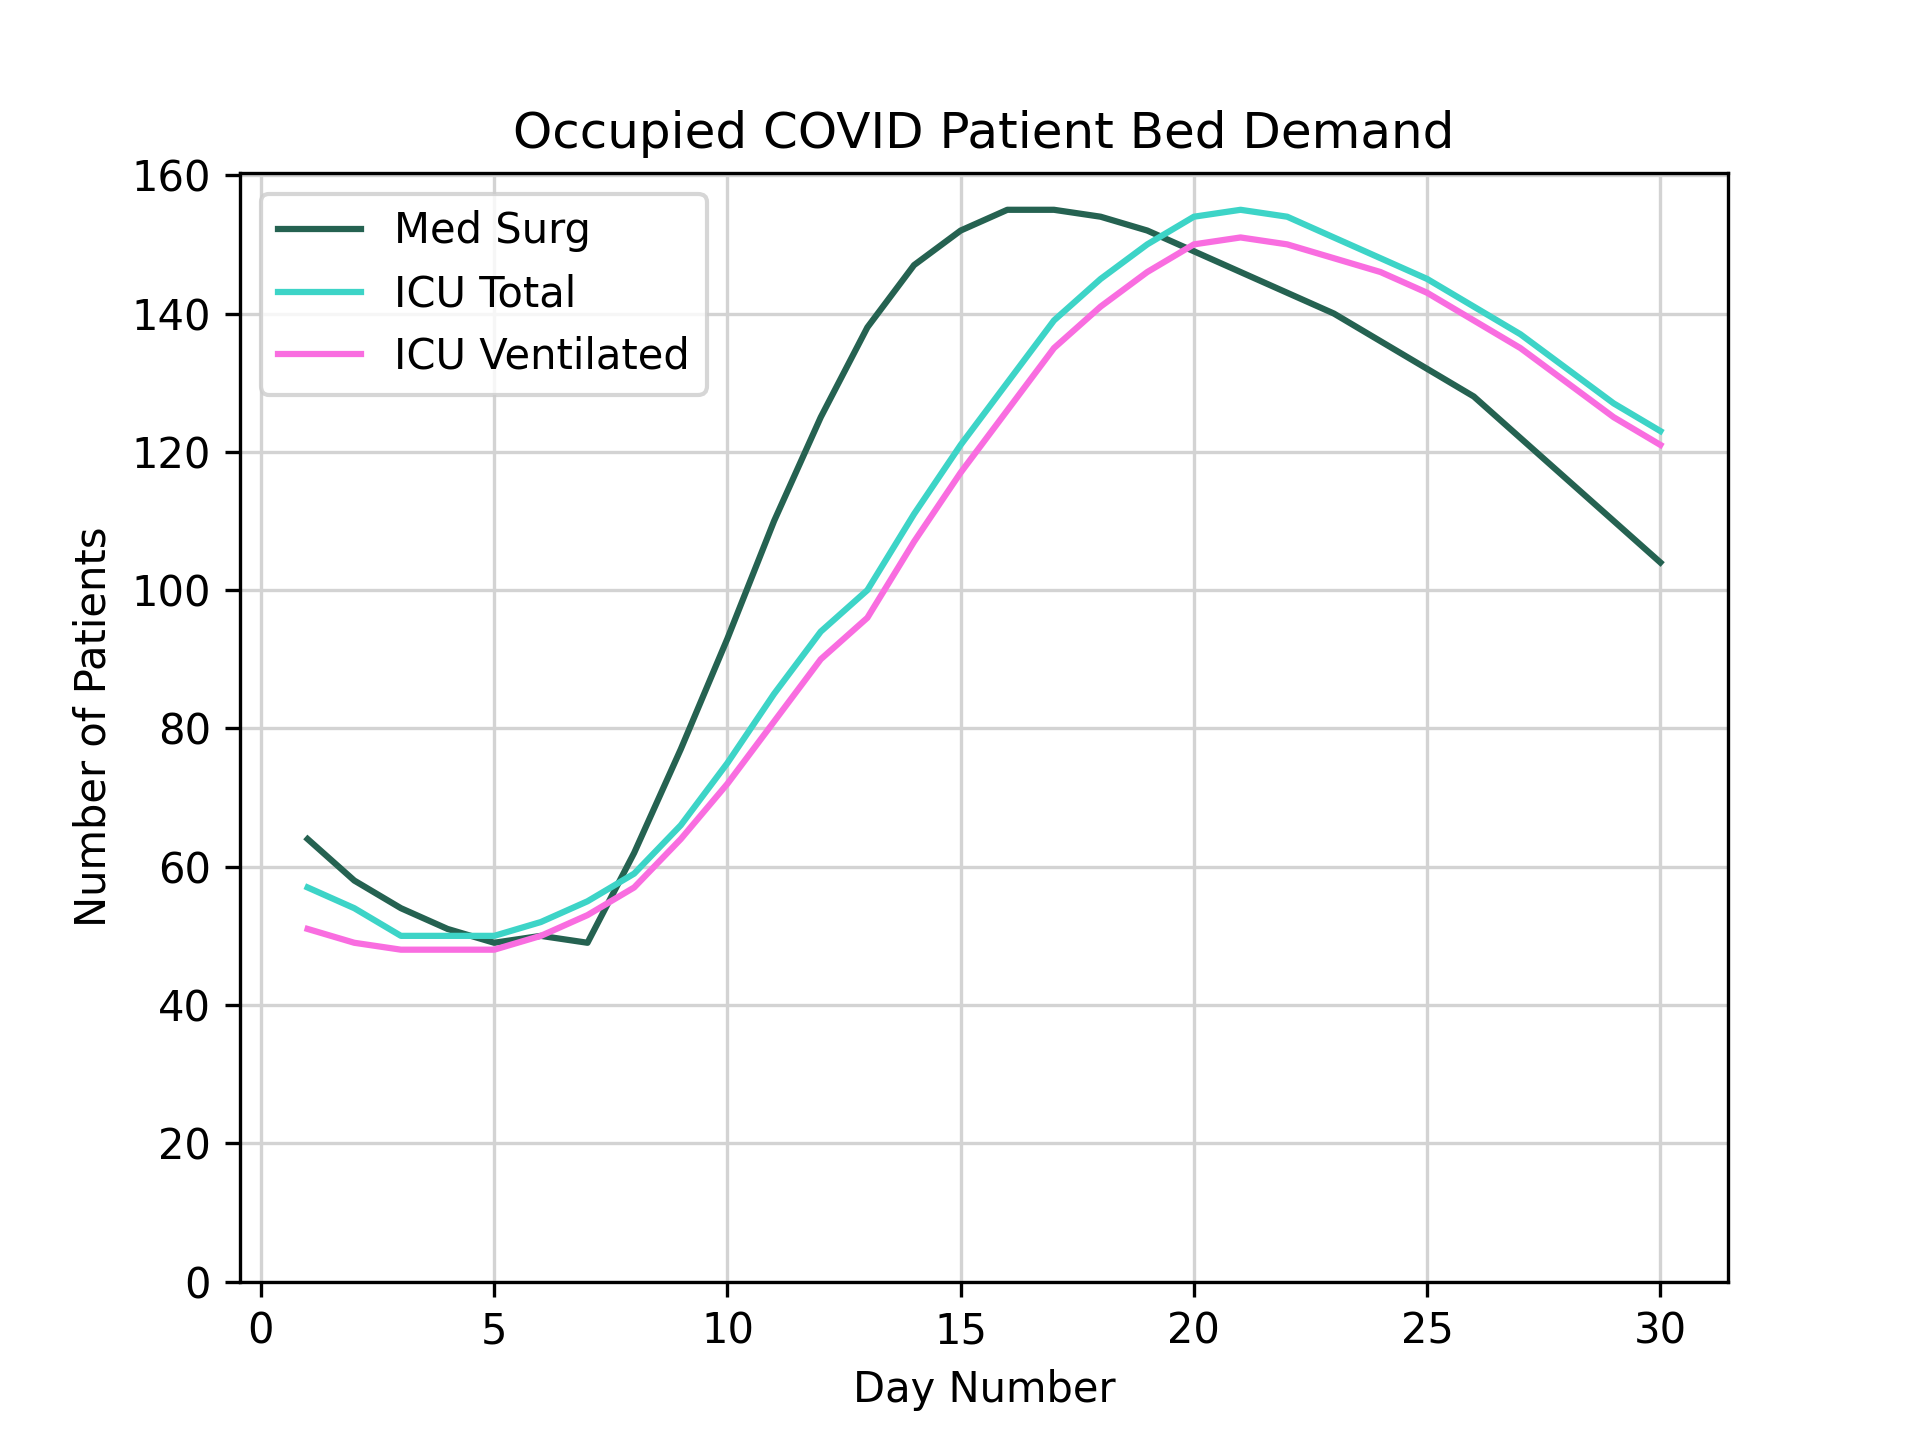 Occupied COVID Patient Bed Demand
160
140
120
100
80
60
40
20
0
Number of Patients
Med Surg
ICU Total
ICU Ventilated
0 5 10 15 20 25 30
Day Number